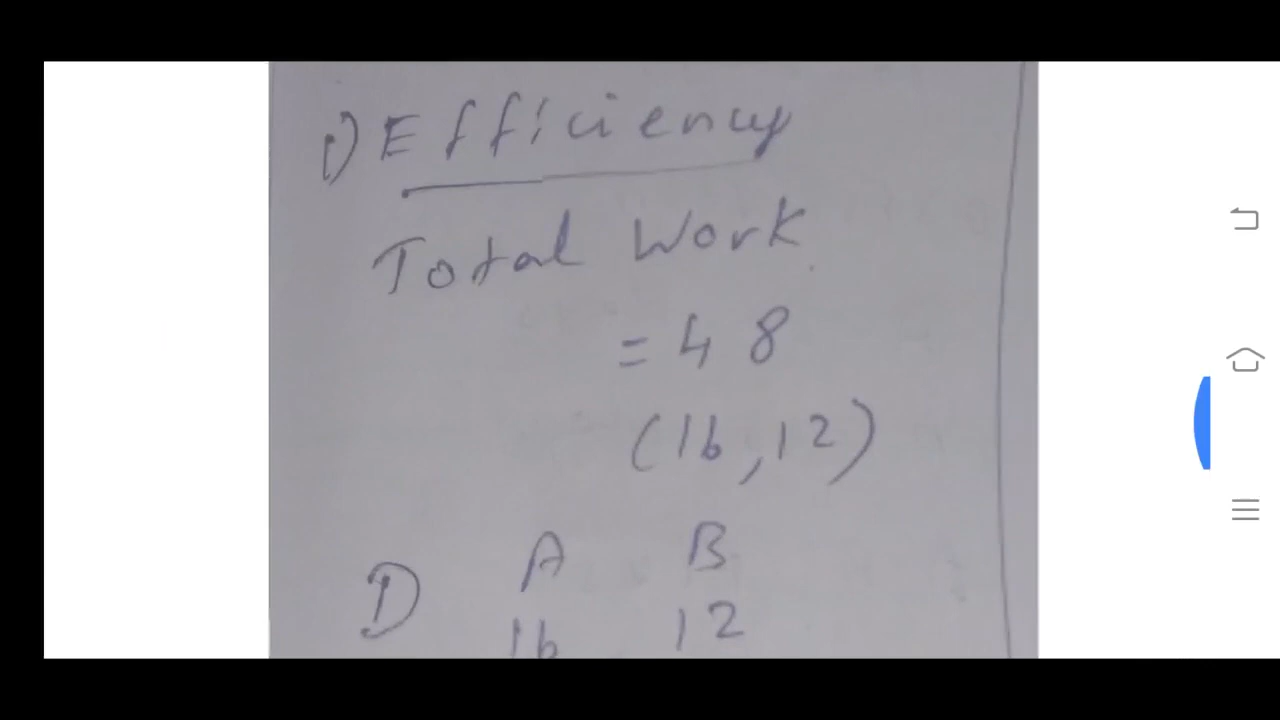 1) Efficiency
Total Work
= 48
(16,12)
A B
D 16 12